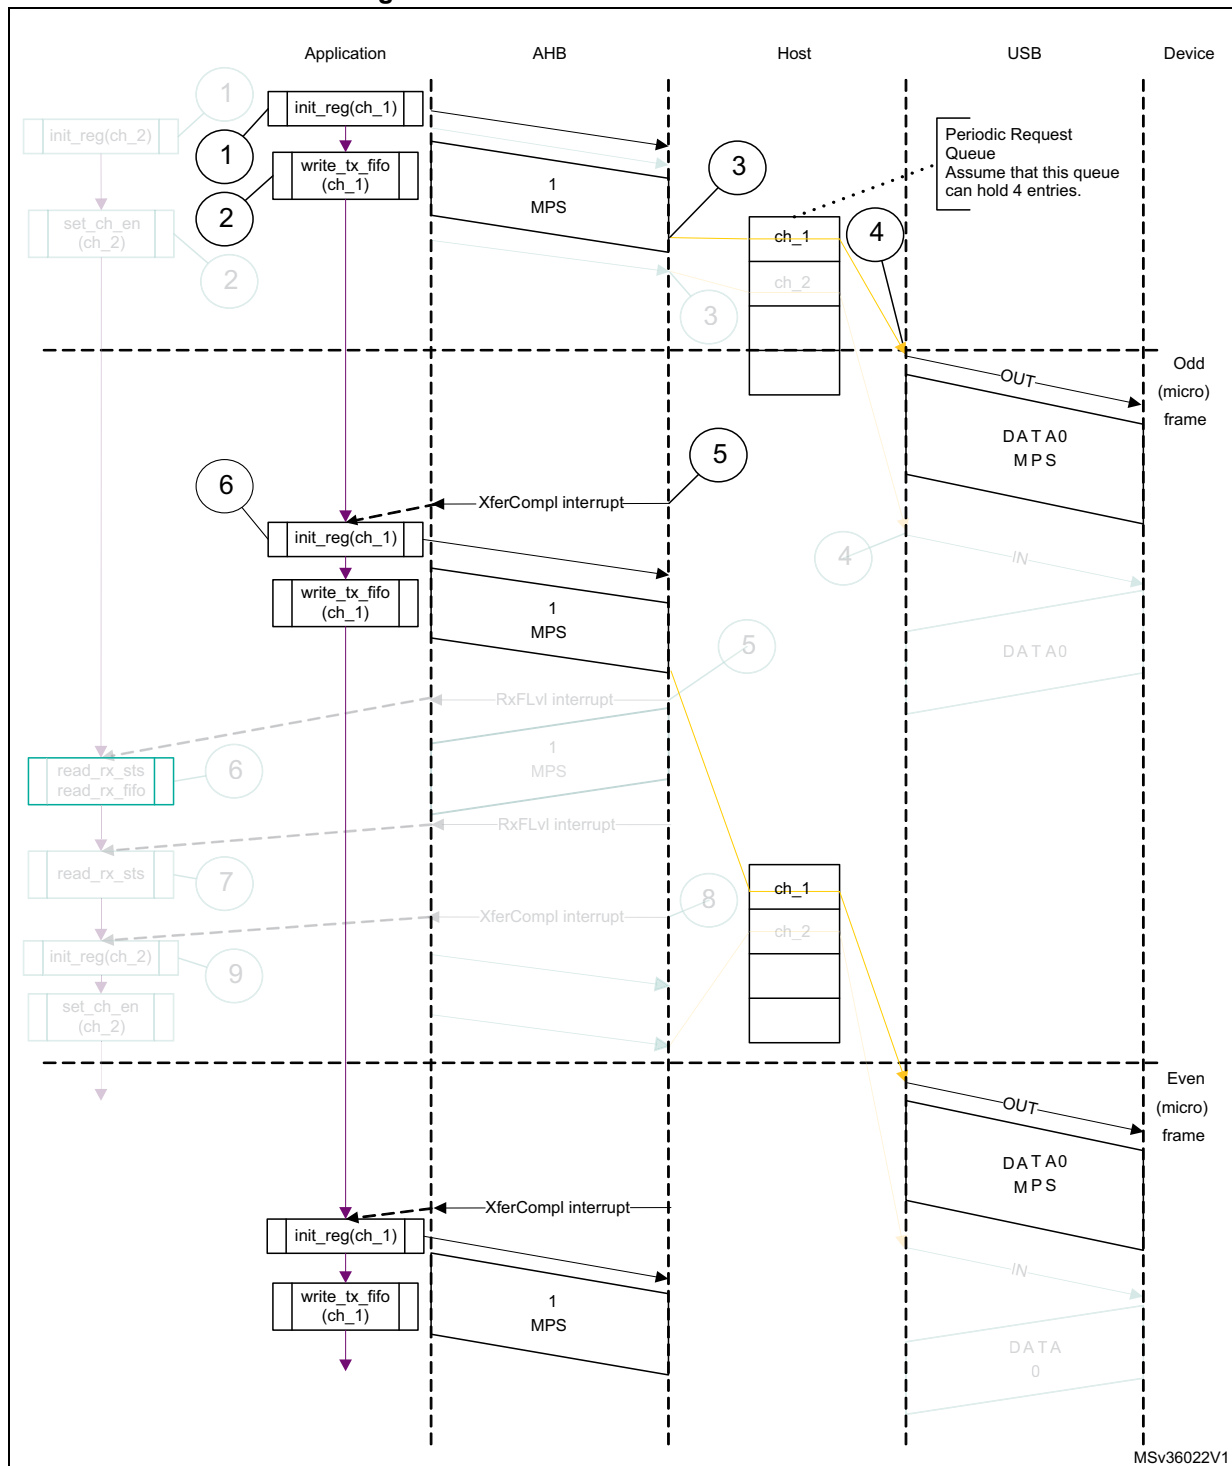 g
Application
AHB
Host
USB
Device
1
init_reg(ch_2)
init_reg(ch_1)
1
write_tx_fifo
(ch_1)
2
1
MPS
3
Periodic Request
Queue
Assume that this queue
can hold 4 entries.
set_ch_en
(ch_2)
2
ch_1
4
ch_2
3
Odd
(micro)
frame
OUT
DATA0
MPS
5
6
XferCompl interrupt
init_reg(ch_1)
4
IN
write_tx_fifo
(ch_1)
1
MPS
5
DATA0
RxFLvl interrupt
read_rx_sts
read_rx_fifo
6
1
MPS
RxFLvl interrupt
read_rx_sts
7
ch_1
8
XferCompl interrupt
ch_2
init_reg(ch_2)
9
set_ch_en
(ch_2)
Even
(micro)
frame
OUT
DATA0
MPS
XferCompl interrupt
init_reg(ch_1)
IN
write_tx_fifo
(ch_1)
1
MPS
DATA
0
MSv36022V1